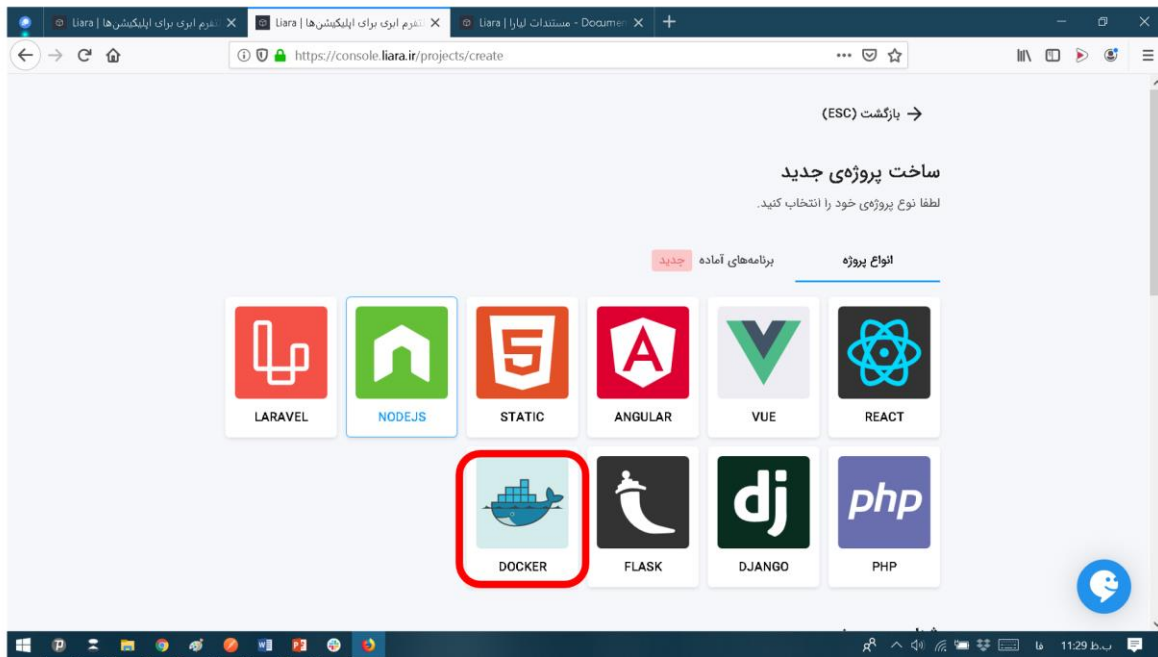 پلتفرم ابری برای اپلیکیشن‌ها | Liara
پلتفرم ابری برای اپلیکیشن‌ها | Liara
Documen - مستندات لیارا | Liara
https://console.liara.ir/projects/create
بازگشت (ESC)
ساخت پروژه‌ی جدید
لطفا نوع پروژه‌ی خود را انتخاب کنید.
انواع پروژه برنامه‌های آماده جدید
LARAVEL NODEJS STATIC ANGULAR VUE REACT
dj php
DOCKER FLASK DJANGO PHP
فا 11:29 ب.ظ